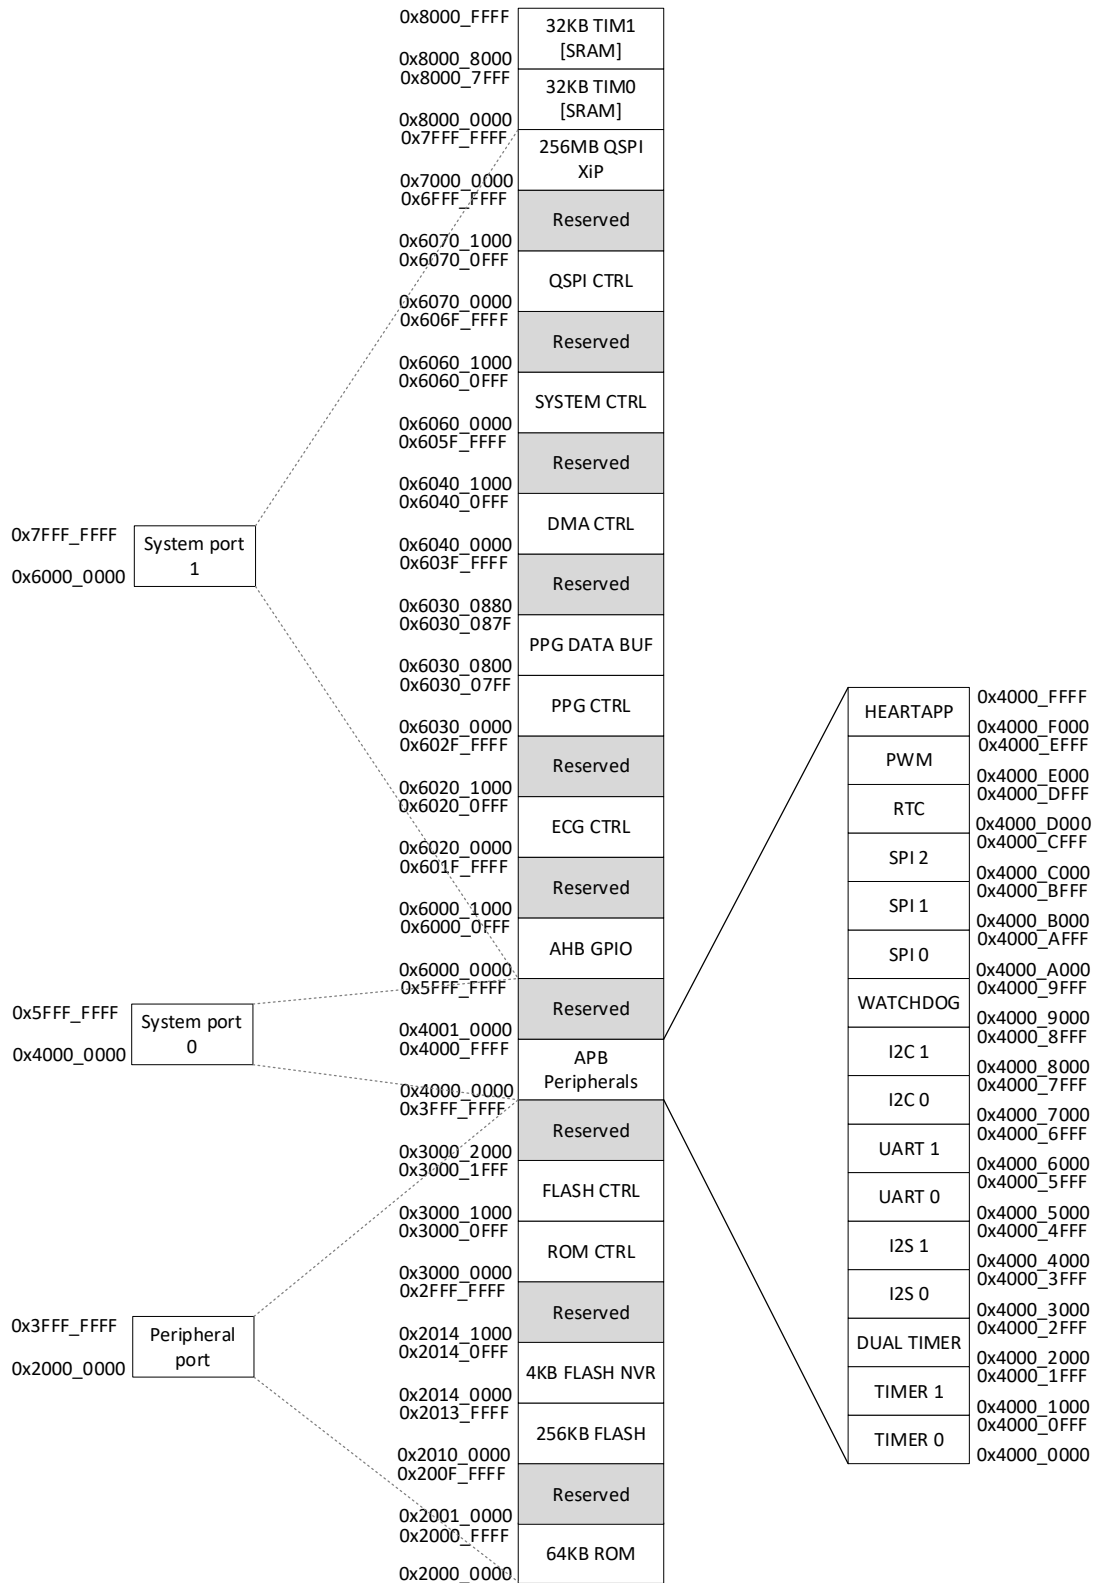 0x8000_FFFF
32KB TIM1
[SRAM]
0x8000_8000
0x8000_7FFF
32KB TIM0
[SRAM]
0x8000_0000
0x7FFF_FFFF
256MB QSPI
XiP
0x7000_0000
0x6FFF_FFFF
Reserved
0x6070_1000
0x6070_0FFF
QSPI CTRL
0x6070_0000
0x606F_FFFF
Reserved
0x6060_1000
0x6060_0FFF
SYSTEM CTRL
0x6060_0000
0x605F_FFFF
Reserved
0x6040_1000
0x6040_0FFF
DMA CTRL
0x6040_0000
0x603F_FFFF
Reserved
0x6030_0880
0x6030_087F
PPG DATA BUF
0x6030_0800
0x6030_07FF
PPG CTRL
0x6030_0000
0x602F_FFFF
Reserved
0x6020_1000
0x6020_0FFF
ECG CTRL
0x6020_0000
0x601F_FFFF
Reserved
0x6000_1000
0x6000_0FFF
AHB GPIO
0x6000_0000
0x5FFF_FFFF
Reserved
0x4001_0000
0x4000_FFFF
APB
Peripherals
0x4000_0000
0x3FFF_FFFF
Reserved
0x3000_2000
0x3000_1FFF
FLASH CTRL
0x3000_1000
0x3000_0FFF
ROM CTRL
0x3000_0000
0x2FFF_FFFF
Reserved
0x2014_1000
0x2014_0FFF
4KB FLASH NVR
0x2014_0000
0x2013_FFFF
256KB FLASH
0x2010_0000
0x200F_FFFF
Reserved
0x2001_0000
0x2000_FFFF
64KB ROM
0x2000_0000
0x7FFF_FFFF
System port
1
0x6000_0000
0x5FFF_FFFF
System port
0
0x4000_0000
0x3FFF_FFFF
Peripheral
port
0x2000_0000
0x4000_FFFF
HEARTAPP
0x4000_F000
0x4000_EFFF
PWM
0x4000_E000
0x4000_DFFF
RTC
0x4000_D000
0x4000_CFFF
SPI 2
0x4000_C000
0x4000_BFFF
SPI 1
0x4000_B000
0x4000_AFFF
SPI 0
0x4000_A000
0x4000_9FFF
WATCHDOG
0x4000_9000
0x4000_8FFF
I2C 1
0x4000_8000
0x4000_7FFF
I2C 0
0x4000_7000
0x4000_6FFF
UART 1
0x4000_6000
0x4000_5FFF
UART 0
0x4000_5000
0x4000_4FFF
I2S 1
0x4000_4000
0x4000_3FFF
I2S 0
0x4000_3000
0x4000_2FFF
DUAL TIMER
0x4000_2000
0x4000_1FFF
TIMER 1
0x4000_1000
0x4000_0FFF
TIMER 0
0x4000_0000